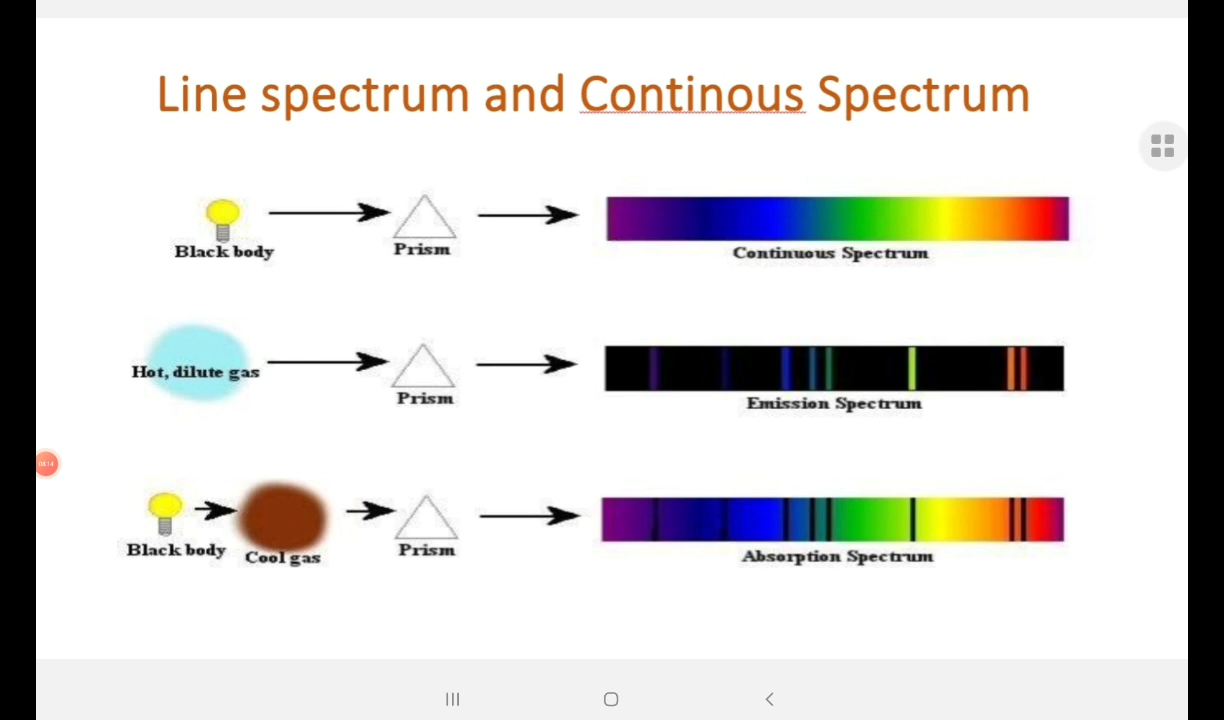 Line spectrum and Continous Spectrum
Black body
Prism
Continuous Spectrum
Hot, dilute gas
Prism
Emission Spectrum
Black body
Cool gas
Prism
Absorption Spectrum